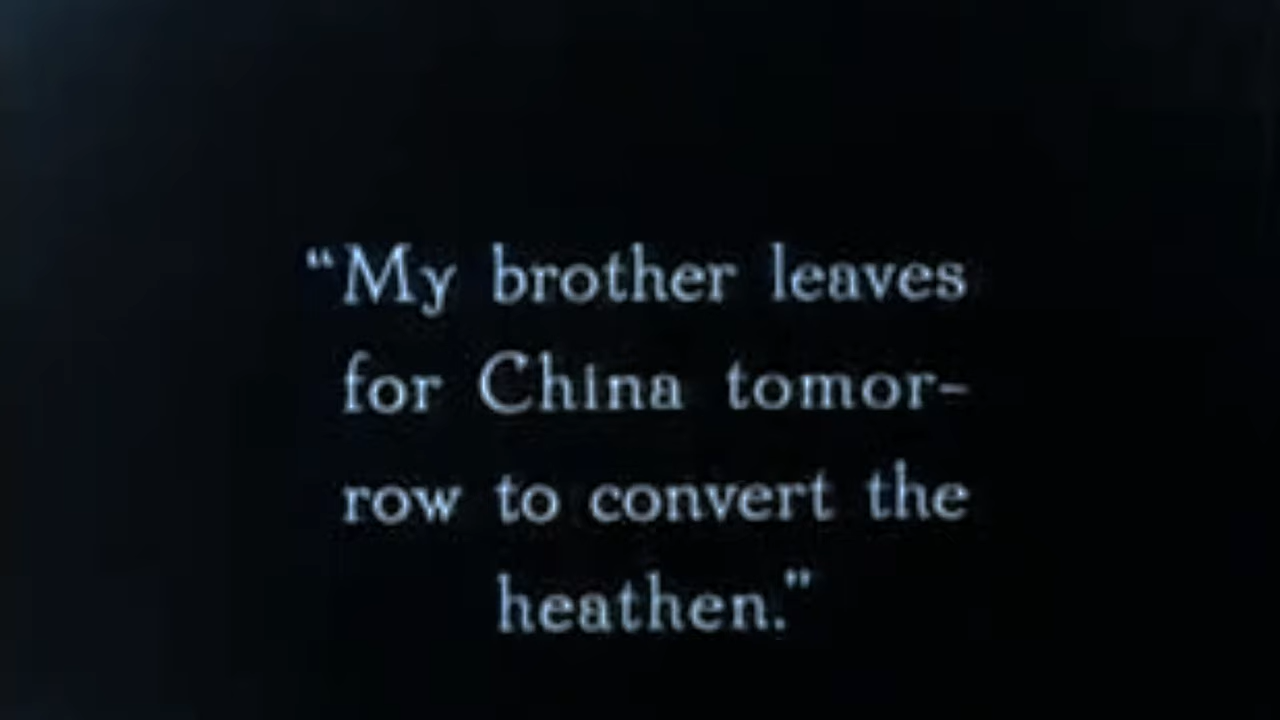 “My brother leaves
for China tomor-
row to convert the
heathen.”